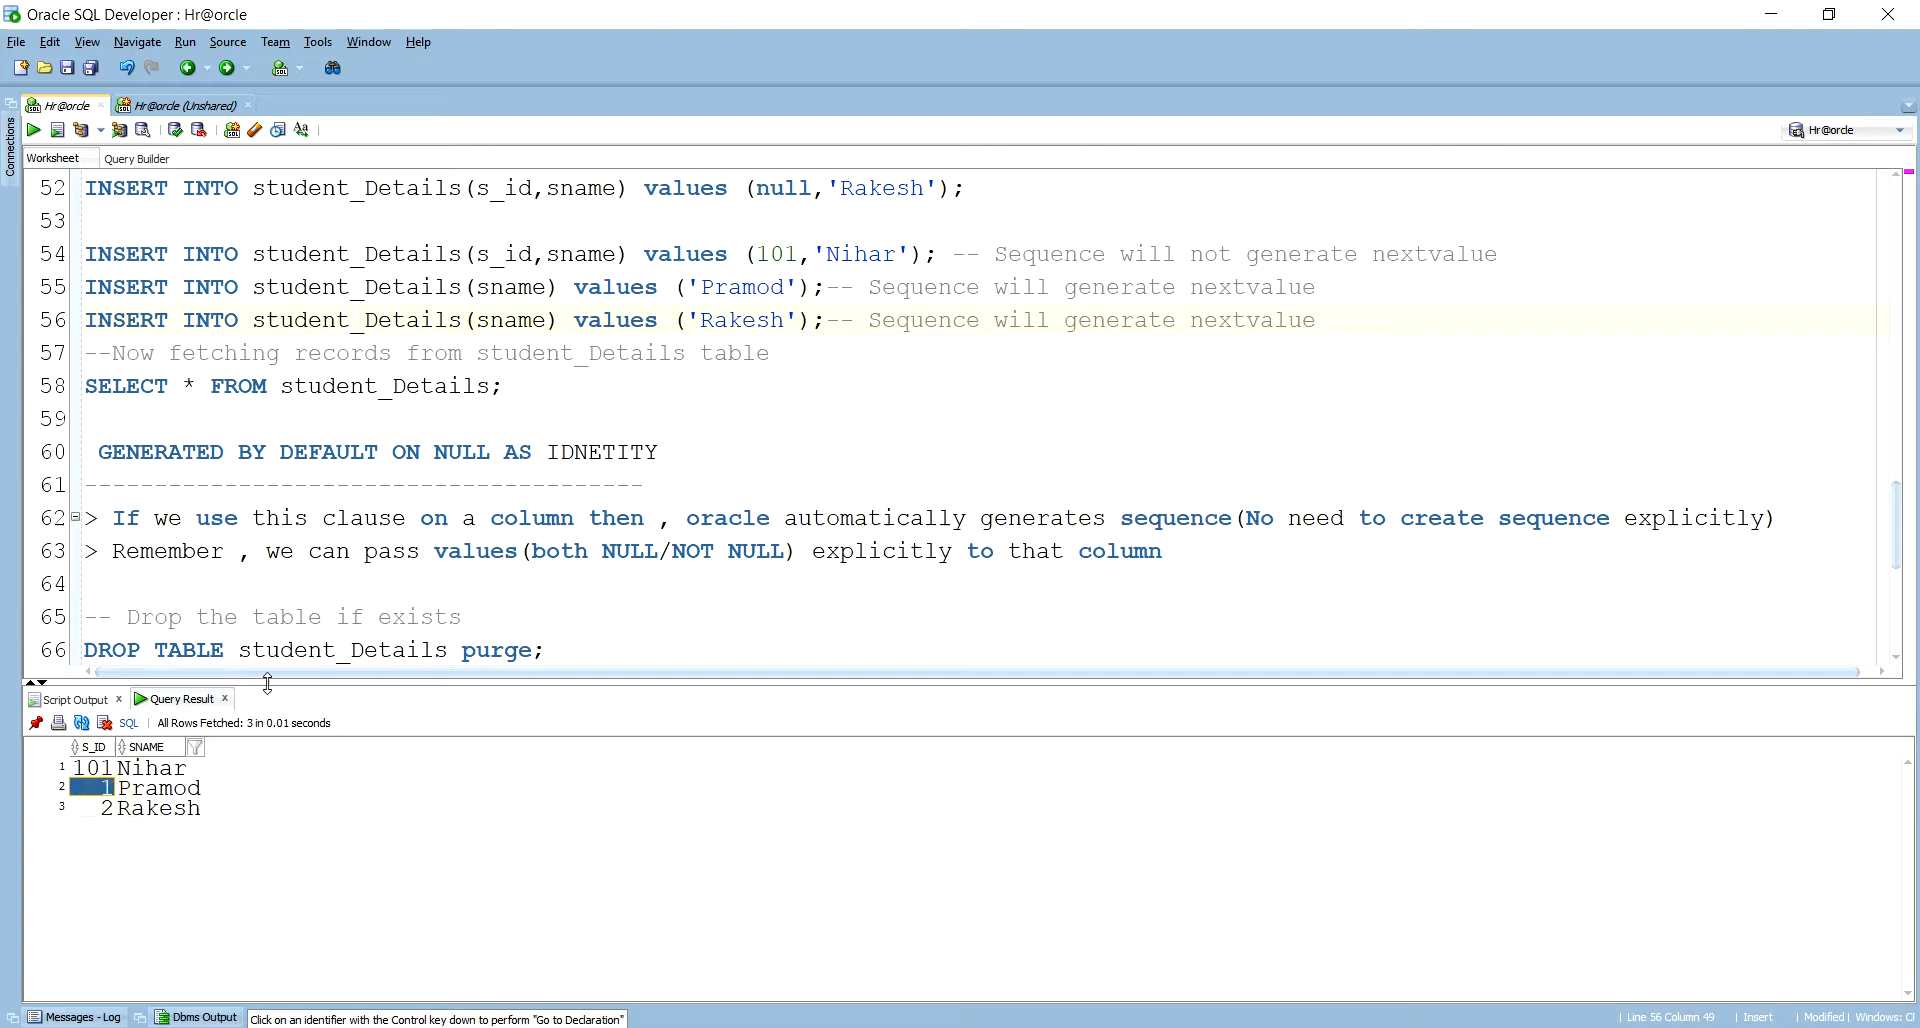 Oracle SQL Developer : Hr@orcle
File Edit View Navigate Run Source Team Tools Window Help
Hr@orcle Hr@orcle (Unshared)
Connections
Hr@orcle
Worksheet Query Builder
52 INSERT INTO student_Details(s_id,sname) values (null,'Rakesh');
53
54 INSERT INTO student_Details(s_id,sname) values (101,'Nihar'); -- Sequence will not generate nextvalue
55 INSERT INTO student_Details(sname) values ('Pramod');-- Sequence will generate nextvalue
56 INSERT INTO student_Details(sname) values ('Rakesh');-- Sequence will generate nextvalue
57 --Now fetching records from student_Details table
58 SELECT * FROM student_Details;
59
60 GENERATED BY DEFAULT ON NULL AS IDNETITY
61 ----------------------------------------
62 > If we use this clause on a column then , oracle automatically generates sequence(No need to create sequence explicitly)
63 > Remember , we can pass values(both NULL/NOT NULL) explicitly to that column
64
65 -- Drop the table if exists
66 DROP TABLE student_Details purge;
Script Output Query Result
SQL All Rows Fetched: 3 in 0.01 seconds
S_ID SNAME
1 101 Nihar
2 1 Pramod
3 2 Rakesh
Messages - Log Dbms Output Click on an identifier with the Control key down to perform "Go to Declaration" Line 56 Column 49 Insert Modified Windows: CF